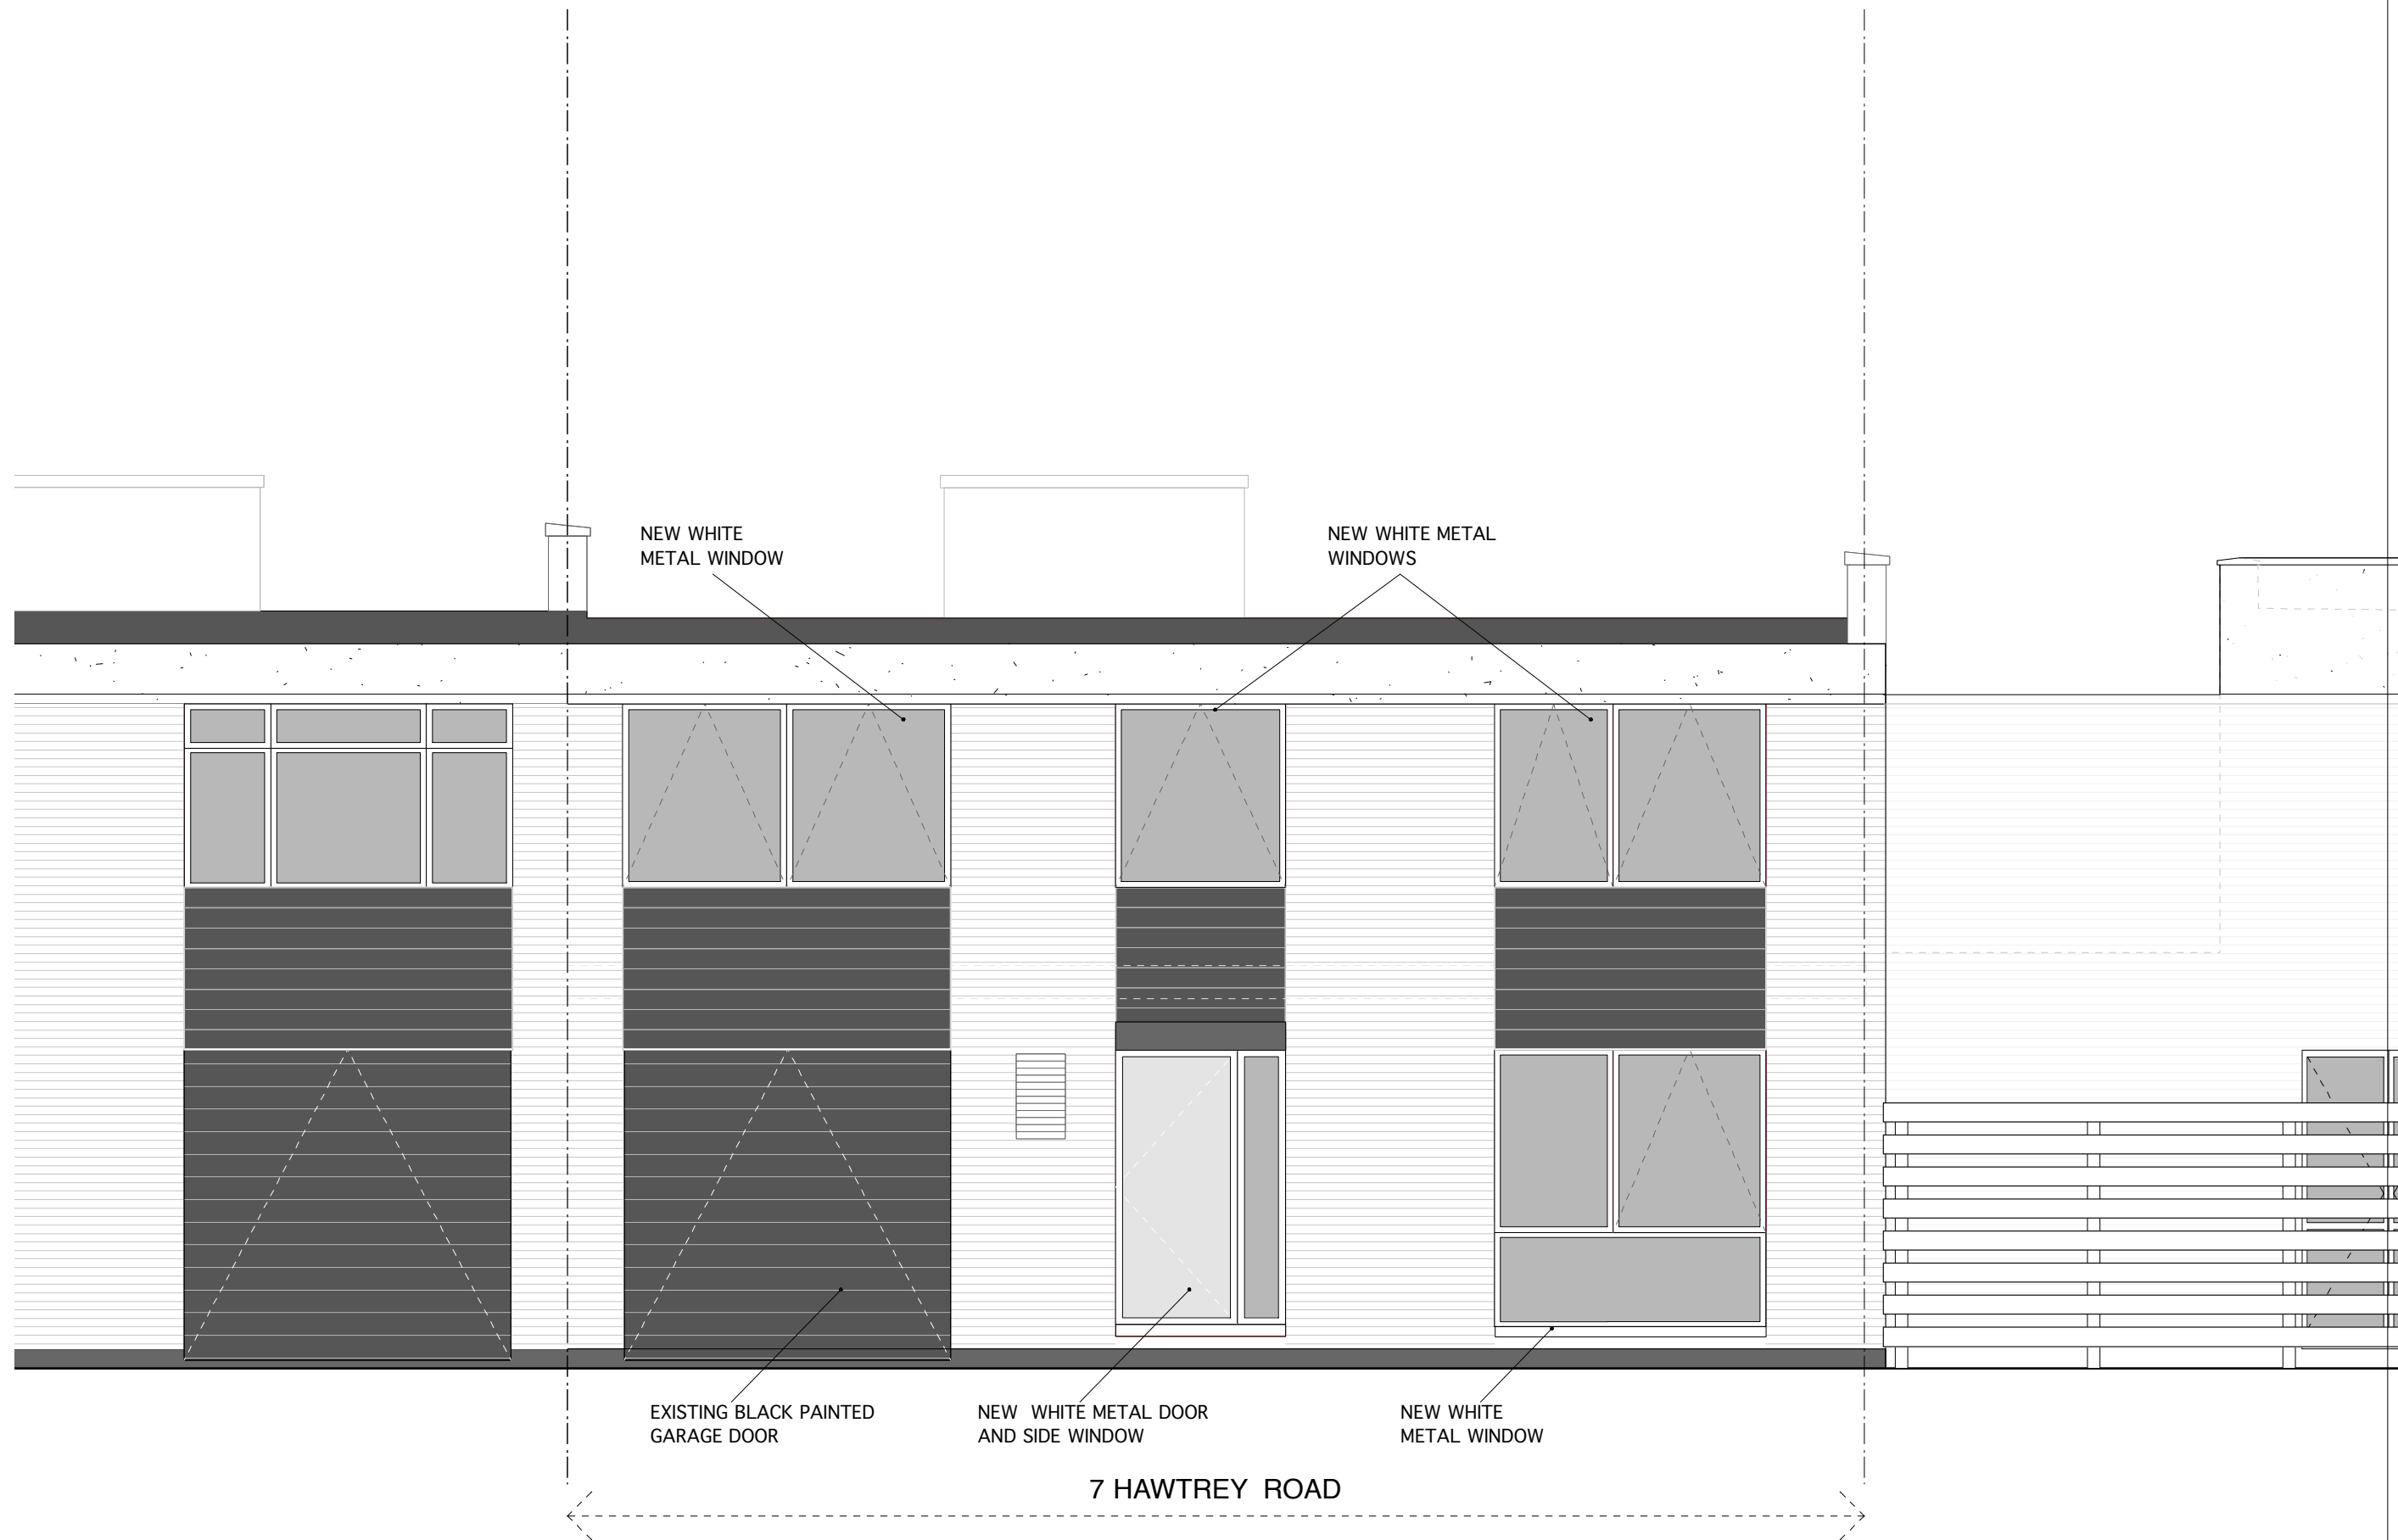 NEW WHITE
METAL WINDOW
NEW WHITE METAL
WINDOWS
EXISTING BLACK PAINTED
GARAGE DOOR
NEW WHITE METAL DOOR
AND SIDE WINDOW
NEW WHITE
METAL WINDOW
7 HAWTREY ROAD